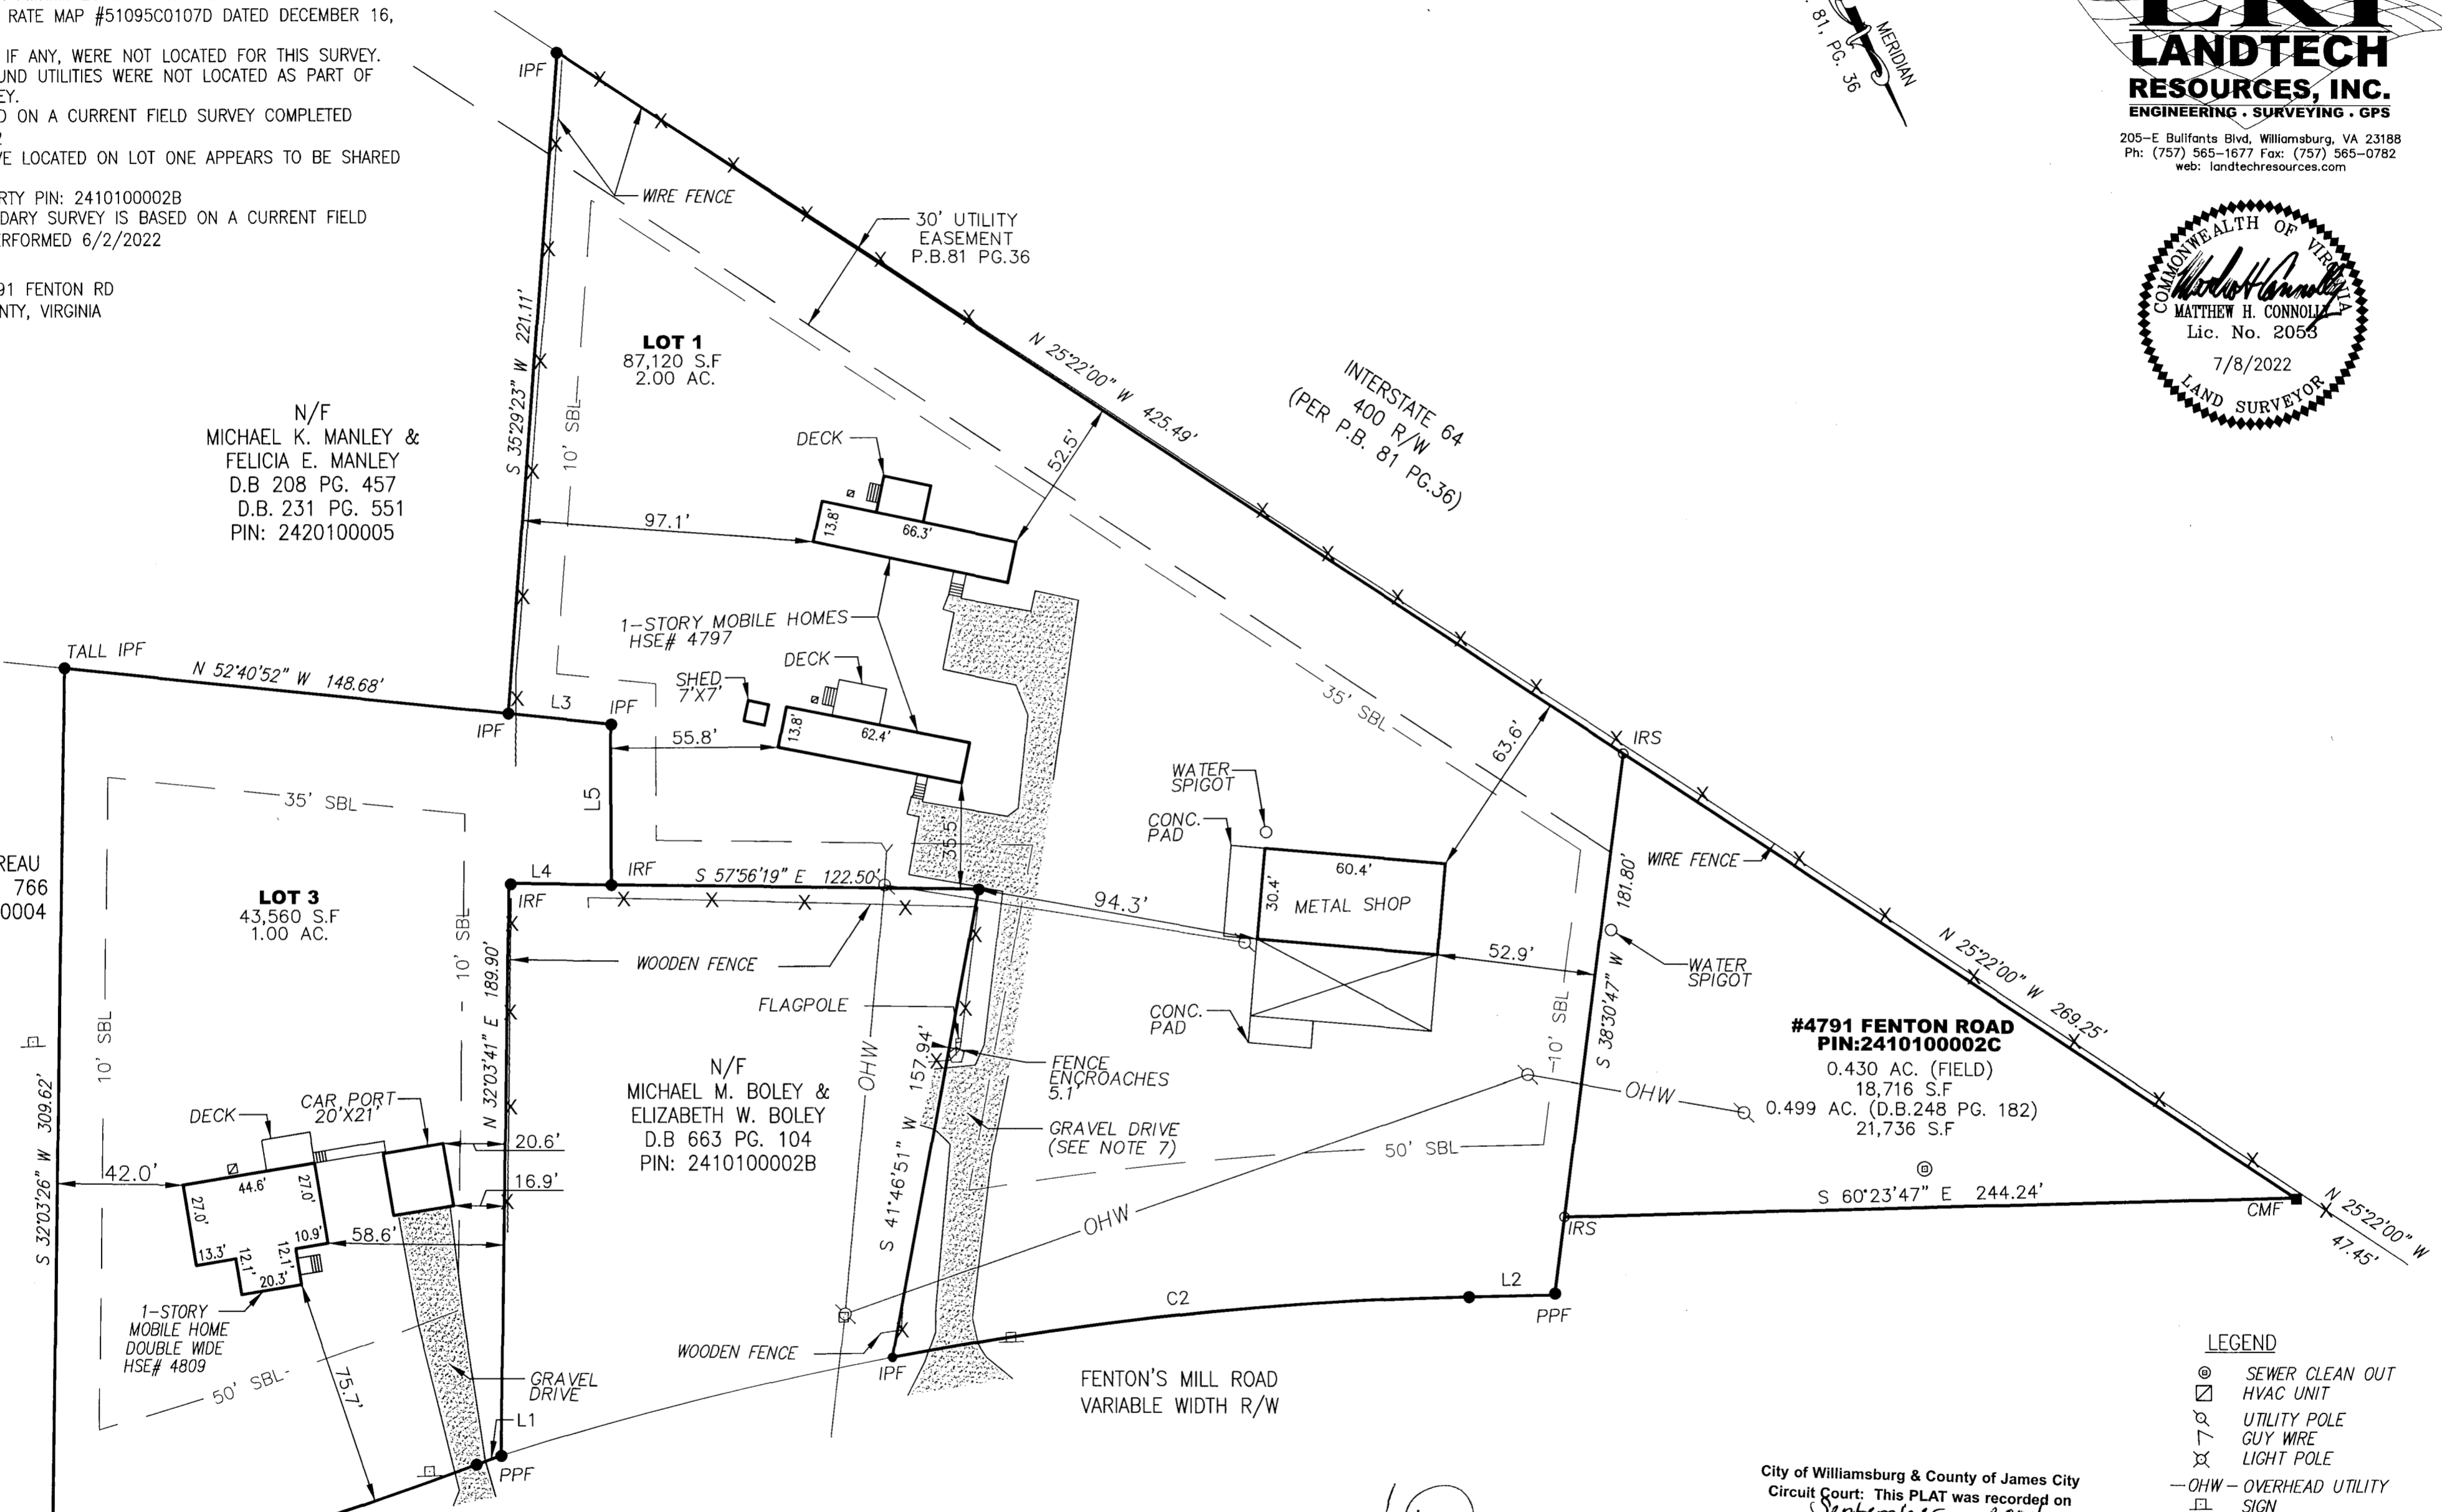 RATE MAP #51095C0107D DATED DECEMBER 16,
IF ANY, WERE NOT LOCATED FOR THIS SURVEY.
UND UTILITIES WERE NOT LOCATED AS PART OF
EY.
ON A CURRENT FIELD SURVEY COMPLETED
VE LOCATED ON LOT ONE APPEARS TO BE SHARED
RTY PIN: 2410100002B
DARY SURVEY IS BASED ON A CURRENT FIELD
ERFORMED 6/2/2022
91 FENTON RD
NTY, VIRGINIA
81, PG. 36
MERIDIAN
LRI
LANDTECH
RESOURCES, INC.
ENGINEERING . SURVEYING . GPS
205-E Bulifants Blvd, Williamsburg, VA 23188
Ph: (757) 565-1677 Fax: (757) 565-0782
web: landtechresources.com
COMMONWEALTH OF VIRGINIA
MATTHEW H. CONNOLLY
Lic. No. 2053
7/8/2022
LAND SURVEYOR
IPF
WIRE FENCE
30' UTILITY
EASEMENT
P.B.81 PG.36
S 35°29'23" W 221.11'
10' SBL
LOT 1
87,120 S.F
2.00 AC.
N 25°22'00" W 425.49'
INTERSTATE 64
400 R/W
(PER P.B. 81 PG.36)
N/F
MICHAEL K. MANLEY &
FELICIA E. MANLEY
D.B 208 PG. 457
D.B. 231 PG. 551
PIN: 2420100005
DECK
52.5'
97.1'
13.8'
66.3'
1-STORY MOBILE HOMES
HSE# 4797
TALL IPF
N 52°40'52" W 148.68'
IPF
L3
IPF
SHED
7'X7'
DECK
13.8'
62.4'
55.8'
L5
35.5'
35' SBL
63.6'
IRS
WATER
SPIGOT
CONC.
PAD
60.4'
30.4'
METAL SHOP
94.3'
52.9'
CONC.
PAD
WIRE FENCE
S 38°30'47" W 181.80'
10' SBL
WATER
SPIGOT
N 25°22'00" W 269.25'
35' SBL
REAU
766
0004
LOT 3
43,560 S.F
1.00 AC.
10' SBL
10' SBL
L4
IRF
IRF
S 57°56'19" E 122.50'
N 32°03'41" E 189.90'
WOODEN FENCE
FLAGPOLE
OHW
157.94'
S 41°46'51" W
FENCE
ENCROACHES
5.1'
N/F
MICHAEL M. BOLEY &
ELIZABETH W. BOLEY
D.B 663 PG. 104
PIN: 2410100002B
GRAVEL DRIVE
(SEE NOTE 7)
50' SBL
OHW
OHW
#4791 FENTON ROAD
PIN:2410100002C
0.430 AC. (FIELD)
18,716 S.F
0.499 AC. (D.B.248 PG. 182)
21,736 S.F
S 60°23'47" E 244.24'
IRS
CMF
N 25°22'00" W
47.45'
S 32°03'26" W 309.62'
42.0'
DECK
CAR PORT
20'X21'
20.6'
16.9'
44.6'
27.0'
27.0'
10.9'
58.6'
13.3'
12.1'
12.1'
20.3'
1-STORY
MOBILE HOME
DOUBLE WIDE
HSE# 4809
50' SBL
75.7'
GRAVEL
DRIVE
L1
PPF
WOODEN FENCE
IPF
C2
L2
PPF
FENTON'S MILL ROAD
VARIABLE WIDTH R/W
LEGEND
SEWER CLEAN OUT
HVAC UNIT
UTILITY POLE
GUY WIRE
LIGHT POLE
OHW - OVERHEAD UTILITY
SIGN
City of Williamsburg & County of James City
Circuit Court: This PLAT was recorded on